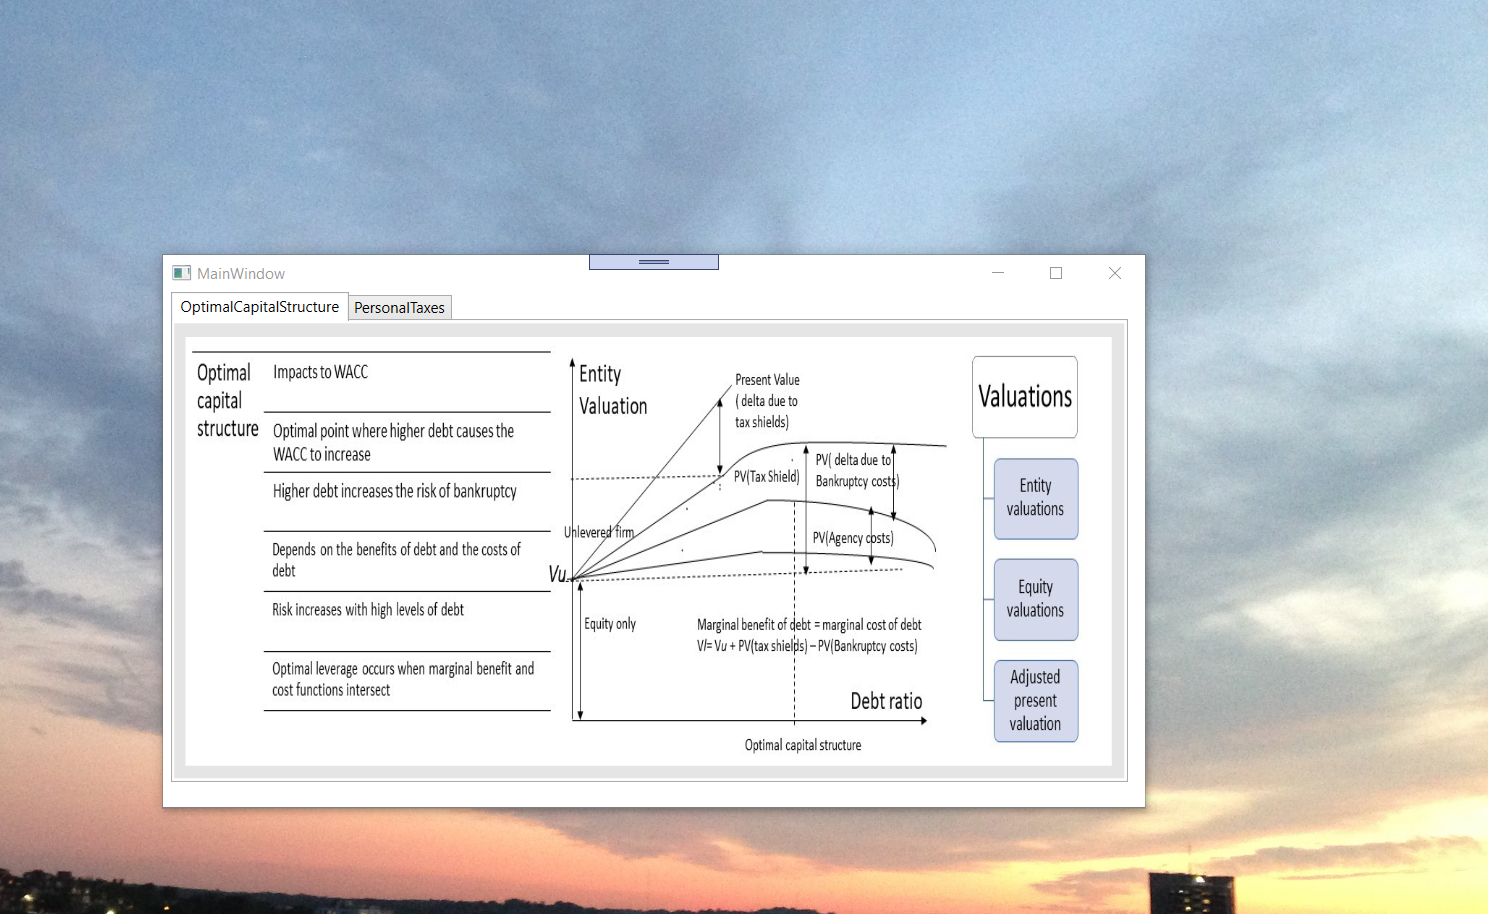 MainWindow
OptimalCapitalStructure
PersonalTaxes
Optimal
capital
structure
Impacts to WACC
Optimal point where higher debt causes the
WACC to increase
Higher debt increases the risk of bankruptcy
Depends on the benefits of debt and the costs of
debt
Risk increases with high levels of debt
Optimal leverage occurs when marginal benefit and
cost functions intersect
Entity
Valuation
Present Value
( delta due to
tax shields)
PV(Tax Shield)
PV( delta due to
Bankruptcy costs)
Unlevered firm
PV(Agency costs)
Vu
Equity only
Marginal benefit of debt = marginal cost of debt
Vl= Vu + PV(tax shields) – PV(Bankruptcy costs)
Debt ratio
Optimal capital structure
Valuations
Entity
valuations
Equity
valuations
Adjusted
present
valuation